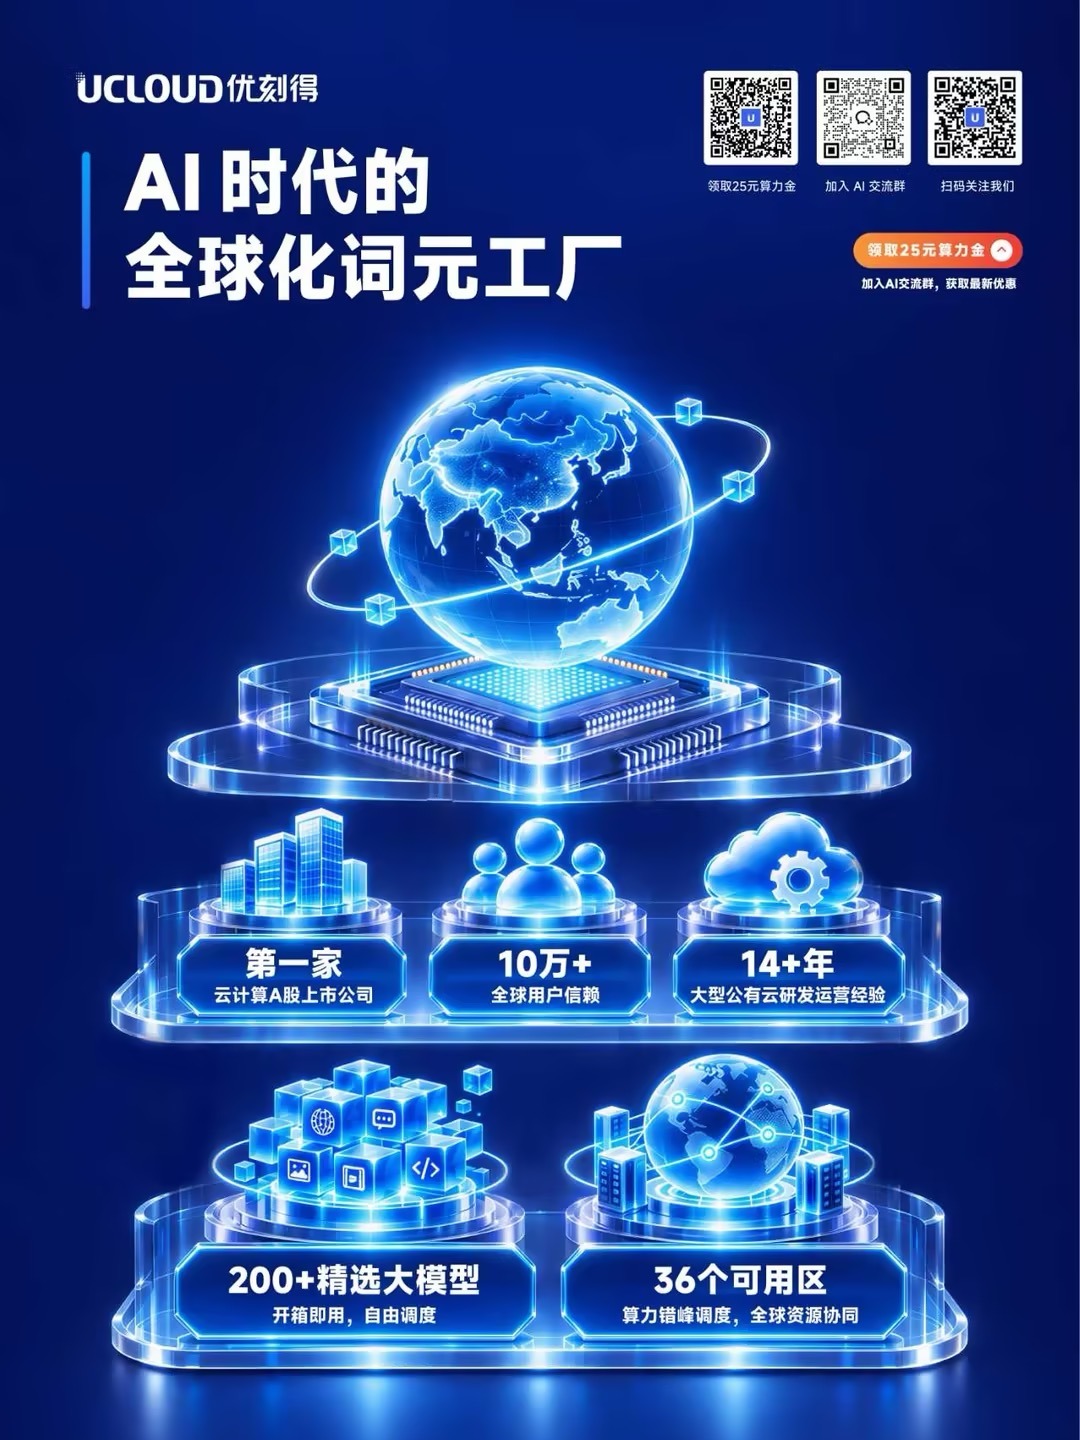 UCLOUD优刻得
AI 时代的
全球化词元工厂
领取25元算力金
加入 AI 交流群
扫码关注我们
领取25元算力金
加入AI交流群，获取最新优惠
第一家
云计算A股上市公司
10万+
全球用户信赖
14+年
大型公有云研发运营经验
200+精选大模型
开箱即用，自由调度
36个可用区
算力错峰调度，全球资源协同